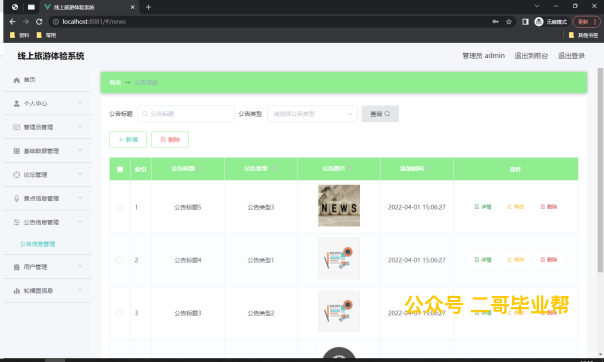 线上旅游体验系统
localhost:8081/#/news
无痕模式
更新
资料
常用
其他书签
线上旅游体验系统
管理员 admin
退出到前台
退出登录
首页
首页
公告信息
个人中心
公告标题
公告标题
公告类型
请选择公告类型
查询
管理员管理
新增
删除
基础数据管理
论坛管理
索引
公告标题
公告类型
公告图片
添加时间
操作
景点信息管理
1
公告标题5
公告类型3
NEWS
2022-04-01 15:06:27
详情
修改
删除
公告信息管理
公告信息管理
2
公告标题4
公告类型1
2022-04-01 15:06:27
详情
修改
删除
用户管理
轮播图信息
3
公告标题3
公告类型2
2022-04-01 15:06:27
公众号 二哥毕业帮